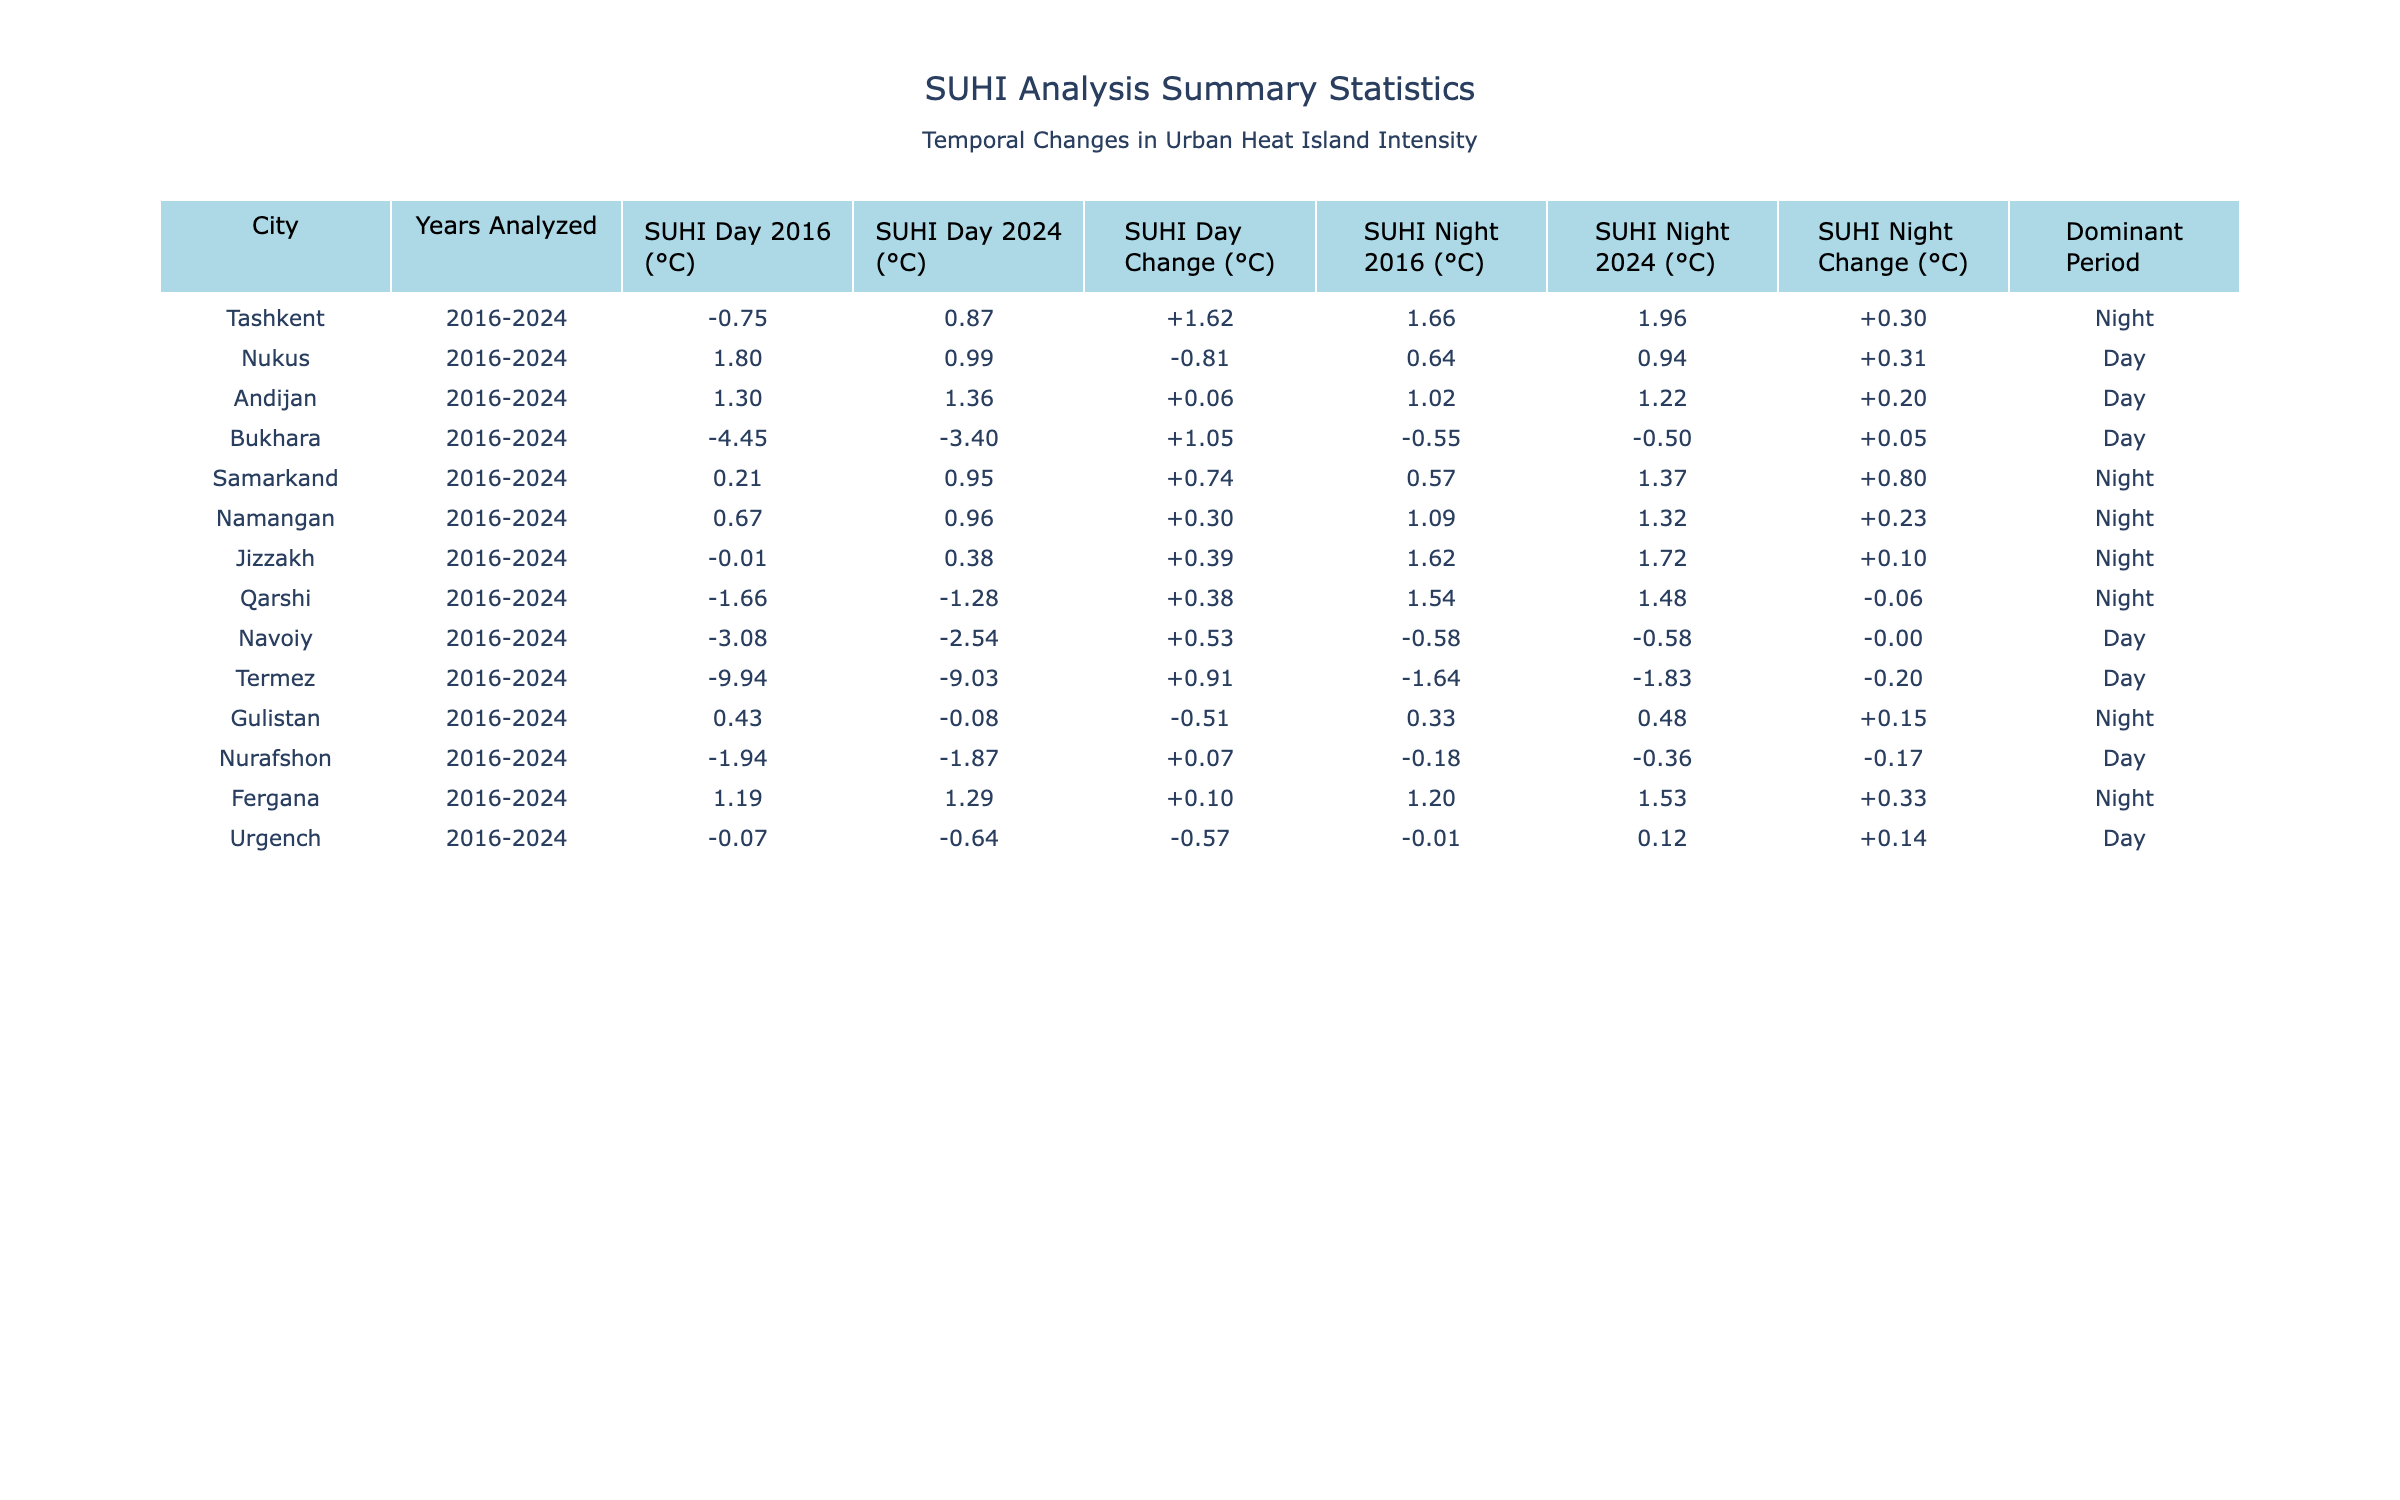 SUHI Analysis Summary Statistics
Temporal Changes in Urban Heat Island Intensity
City Years Analyzed SUHI Day 2016 (°C) SUHI Day 2024 (°C) SUHI Day Change (°C) SUHI Night 2016 (°C) SUHI Night 2024 (°C) SUHI Night Change (°C) Dominant Period
Tashkent 2016-2024 -0.75 0.87 +1.62 1.66 1.96 +0.30 Night
Nukus 2016-2024 1.80 0.99 -0.81 0.64 0.94 +0.31 Day
Andijan 2016-2024 1.30 1.36 +0.06 1.02 1.22 +0.20 Day
Bukhara 2016-2024 -4.45 -3.40 +1.05 -0.55 -0.50 +0.05 Day
Samarkand 2016-2024 0.21 0.95 +0.74 0.57 1.37 +0.80 Night
Namangan 2016-2024 0.67 0.96 +0.30 1.09 1.32 +0.23 Night
Jizzakh 2016-2024 -0.01 0.38 +0.39 1.62 1.72 +0.10 Night
Qarshi 2016-2024 -1.66 -1.28 +0.38 1.54 1.48 -0.06 Night
Navoiy 2016-2024 -3.08 -2.54 +0.53 -0.58 -0.58 -0.00 Day
Termez 2016-2024 -9.94 -9.03 +0.91 -1.64 -1.83 -0.20 Day
Gulistan 2016-2024 0.43 -0.08 -0.51 0.33 0.48 +0.15 Night
Nurafshon 2016-2024 -1.94 -1.87 +0.07 -0.18 -0.36 -0.17 Day
Fergana 2016-2024 1.19 1.29 +0.10 1.20 1.53 +0.33 Night
Urgench 2016-2024 -0.07 -0.64 -0.57 -0.01 0.12 +0.14 Day